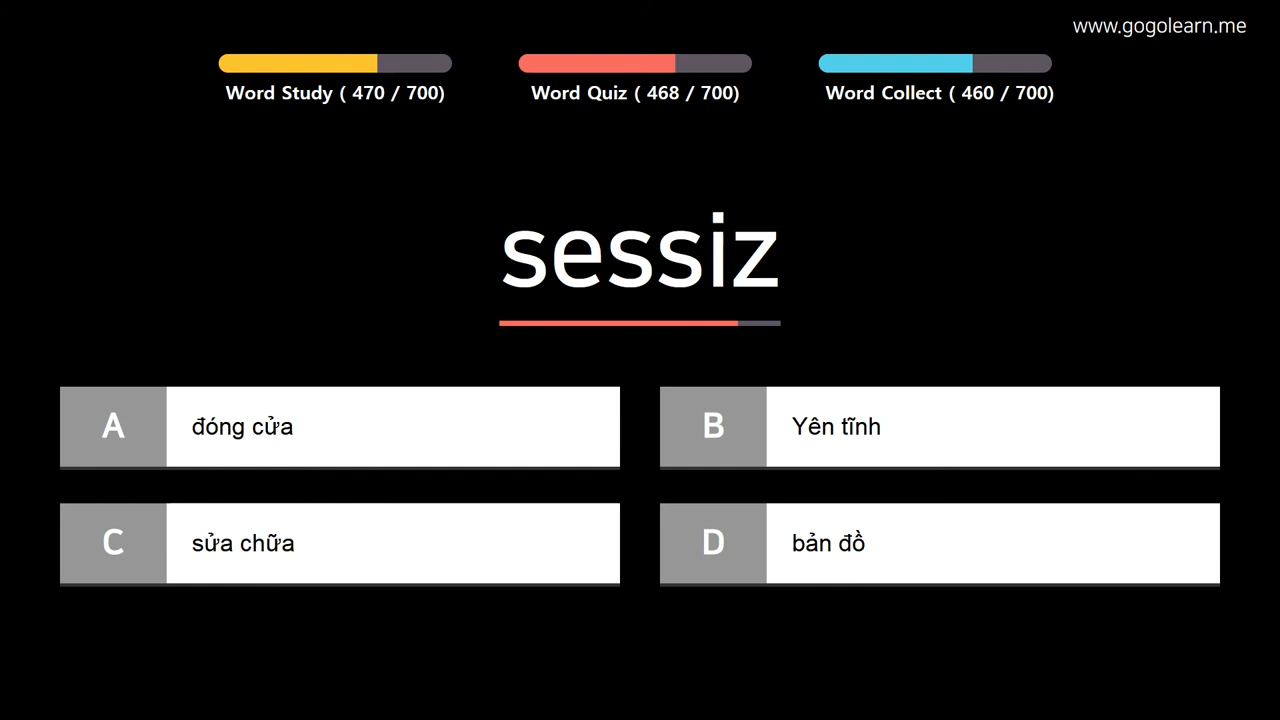 www.gogolearn.me
Word Study ( 470 / 700)
Word Quiz ( 468 / 700)
Word Collect ( 460 / 700)
sessiz
A
đóng cửa
B
Yên tĩnh
C
sửa chữa
D
bản đồ